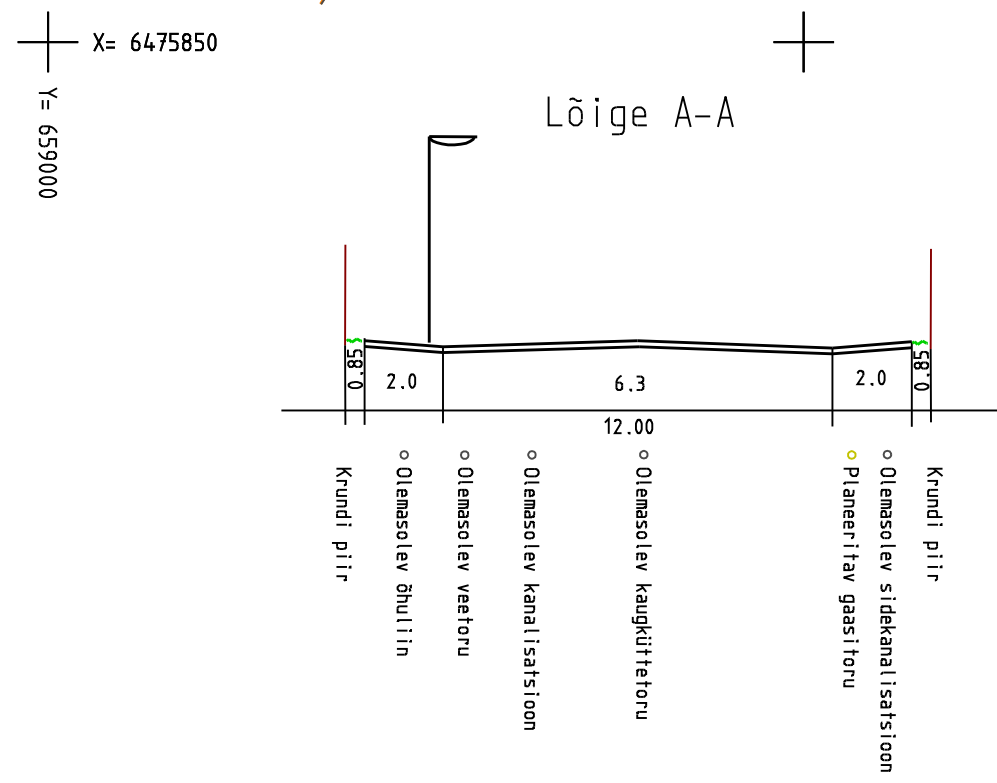 X= 6475850
Y= 659000
Lõige A-A
0.85
2.0
6.3
2.0
0.85
12.00
Krundi piir
Olemasolev õhuliin
Olemasolev veetoru
Olemasolev kanalisatsioon
Olemasolev kaugküttetoru
Planeeritav gaasitoru
Olemasolev sidekanalisatsioon
Krundi piir